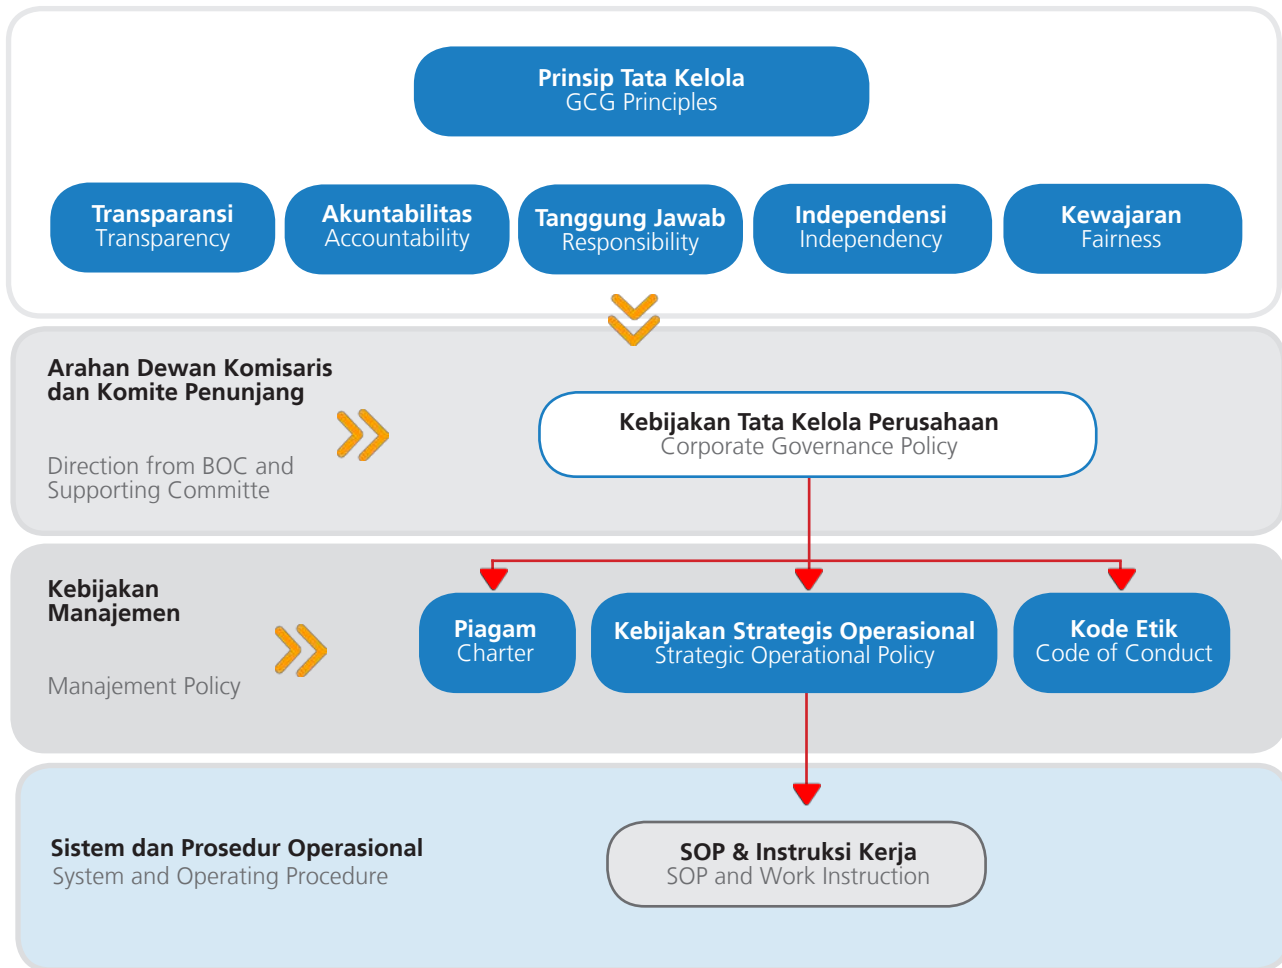 Prinsip Tata Kelola
GCG Principles
Transparansi
Transparency
Akuntabilitas
Accountability
Tanggung Jawab
Responsibility
Independensi
Independency
Kewajaran
Fairness
Arahan Dewan Komisaris
dan Komite Penunjang
Direction from BOC and
Supporting Committe
Kebijakan Tata Kelola Perusahaan
Corporate Governance Policy
Kebijakan
Manajemen
Manajement Policy
Piagam
Charter
Kebijakan Strategis Operasional
Strategic Operational Policy
Kode Etik
Code of Conduct
Sistem dan Prosedur Operasional
System and Operating Procedure
SOP & Instruksi Kerja
SOP and Work Instruction